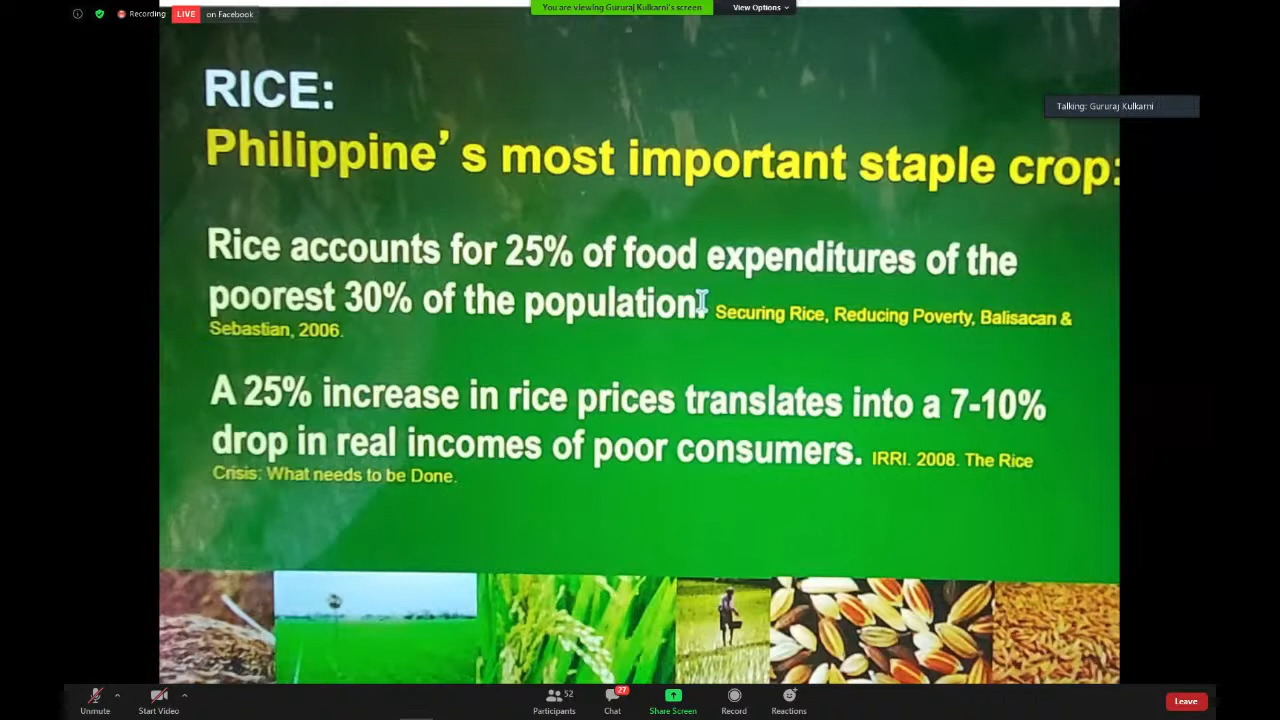 Recording
LIVE
on Facebook
You are viewing Gururaj Kulkarni's screen
View Options
Talking: Gururaj Kulkarni
RICE:
Philippine's most important staple crop:
Rice accounts for 25% of food expenditures of the
poorest 30% of the population. Securing Rice, Reducing Poverty, Balisacan &
Sebastian, 2006.
A 25% increase in rice prices translates into a 7-10%
drop in real incomes of poor consumers. IRRI. 2008. The Rice
Crisis: What needs to be Done.
Unmute
Start Video
52
Participants
27
Chat
Share Screen
Record
Reactions
Leave